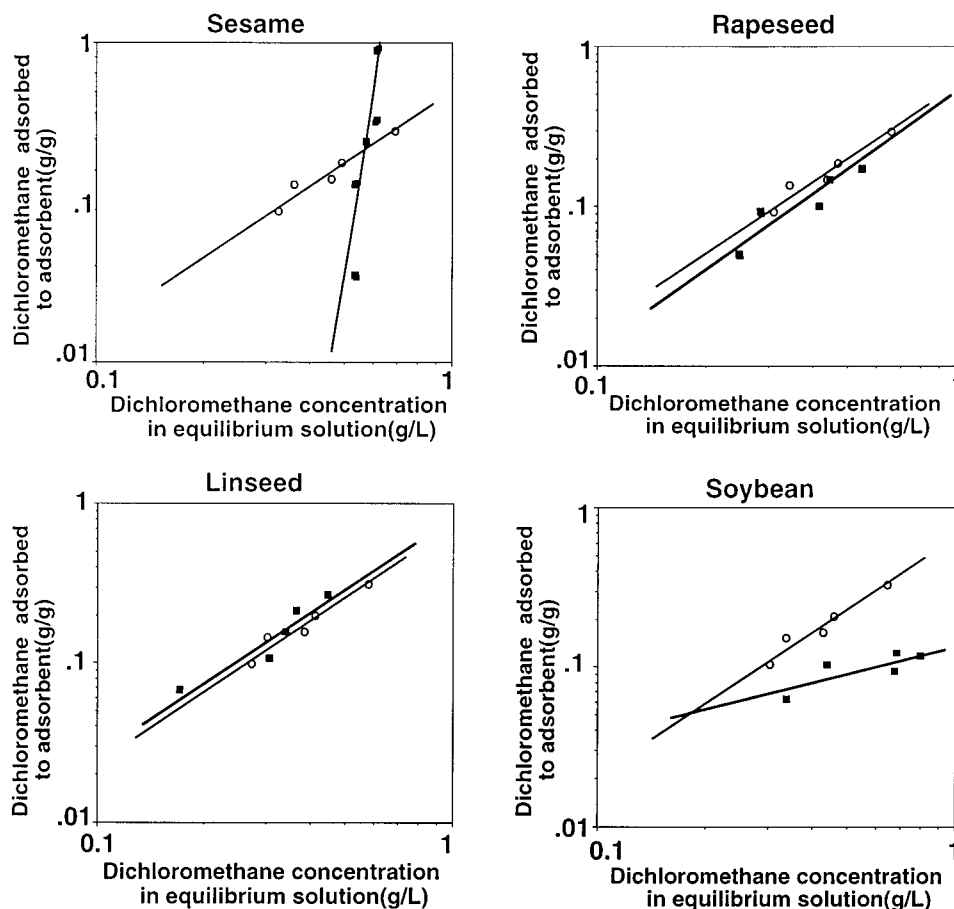 Sesame
Dichloromethane adsorbed
to adsorbent(g/g)
1
.1
.01
0.1
1
Dichloromethane concentration
in equilibrium solution(g/L)
Rapeseed
Dichloromethane adsorbed
to adsorbent(g/g)
1
.1
.01
0.1
1
Dichloromethane concentration
in equilibrium solution(g/L)
Linseed
Dichloromethane adsorbed
to adsorbent(g/g)
1
.1
.01
0.1
1
Dichloromethane concentration
in equilibrium solution(g/L)
Soybean
Dichloromethane adsorbed
to adsorbent(g/g)
1
.1
.01
0.1
1
Dichloromethane concentration
in equilibrium solution(g/L)